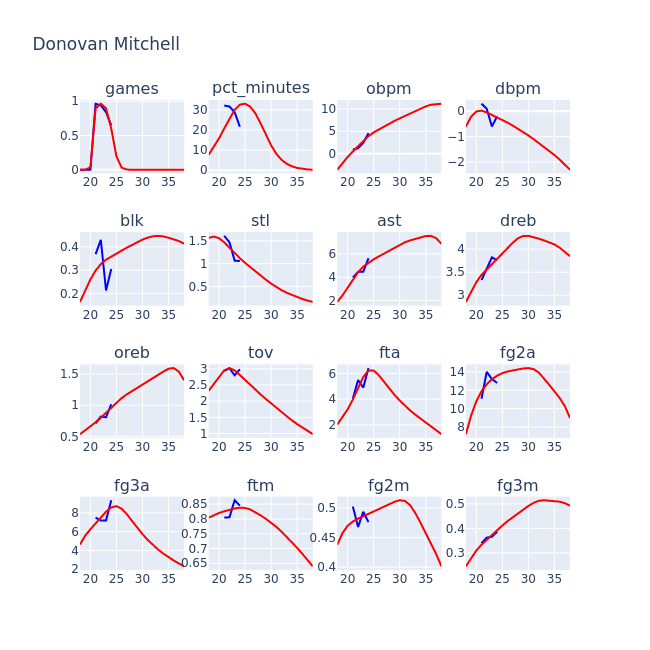 Donovan Mitchell
games pct_minutes obpm dbpm
1 0.5 0 20 25 30 35
30 20 10 0 20 25 30 35
10 5 0 20 25 30 35
0 −1 −2 20 25 30 35
blk stl ast dreb
0.4 0.3 0.2 20 25 30 35
1.5 1 0.5 20 25 30 35
6 4 2 20 25 30 35
4 3.5 3 20 25 30 35
oreb tov fta fg2a
1.5 1 0.5 20 25 30 35
3 2.5 2 1.5 1 20 25 30 35
6 4 2 20 25 30 35
14 12 10 8 20 25 30 35
fg3a ftm fg2m fg3m
8 6 4 2 20 25 30 35
0.85 0.8 0.75 0.7 0.65 20 25 30 35
0.5 0.45 0.4 20 25 30 35
0.5 0.4 0.3 20 25 30 35